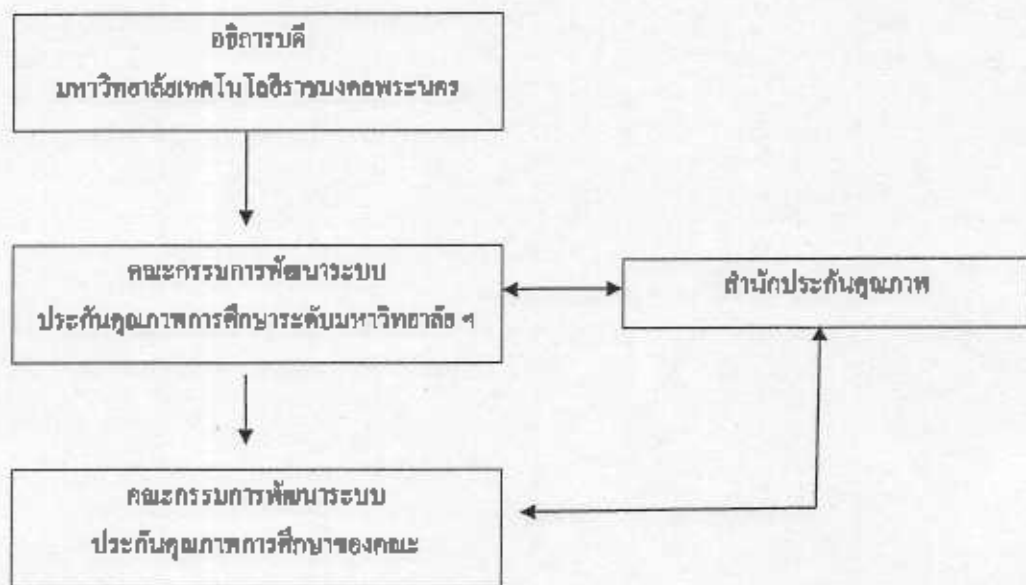 อธิการบดี
มหาวิทยาลัยเทคโนโลยีราชมงคลพระนคร
คณะกรรมการพัฒนาระบบ
ประกันคุณภาพการศึกษาระดับมหาวิทยาลัย ฯ
สำนักประกันคุณภาพ
คณะกรรมการพัฒนาระบบ
ประกันคุณภาพการศึกษาของคณะ